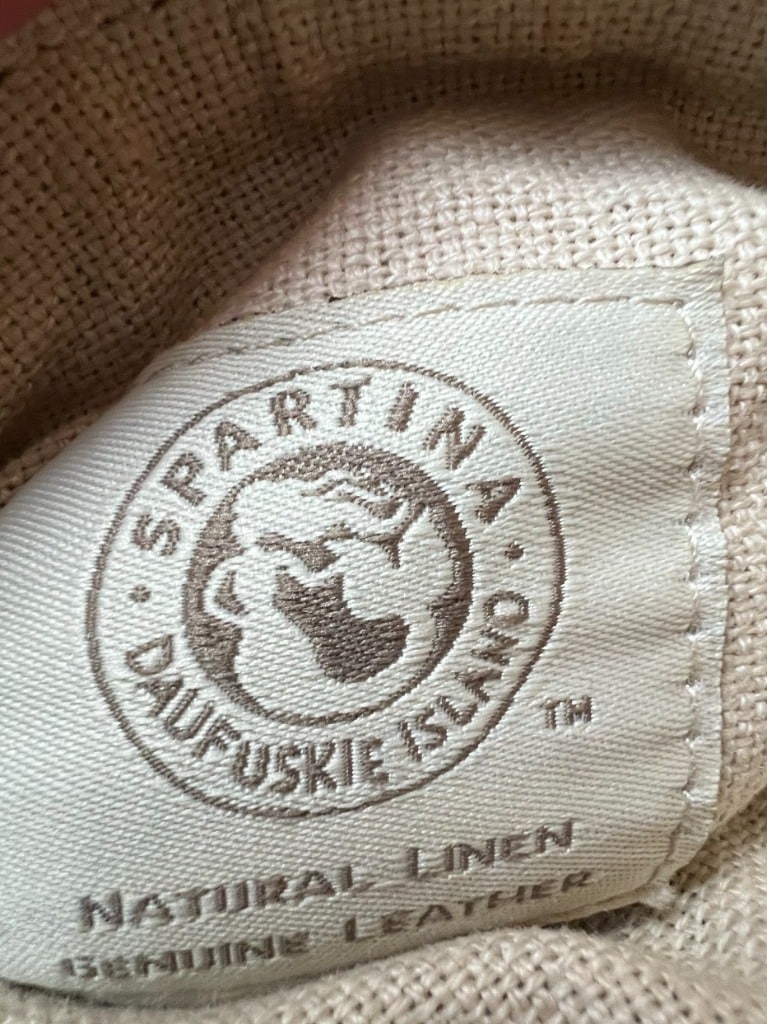 SPARTINA
DAUFUSKIE ISLAND
TM
NATURAL LINEN
GENUINE LEATHER